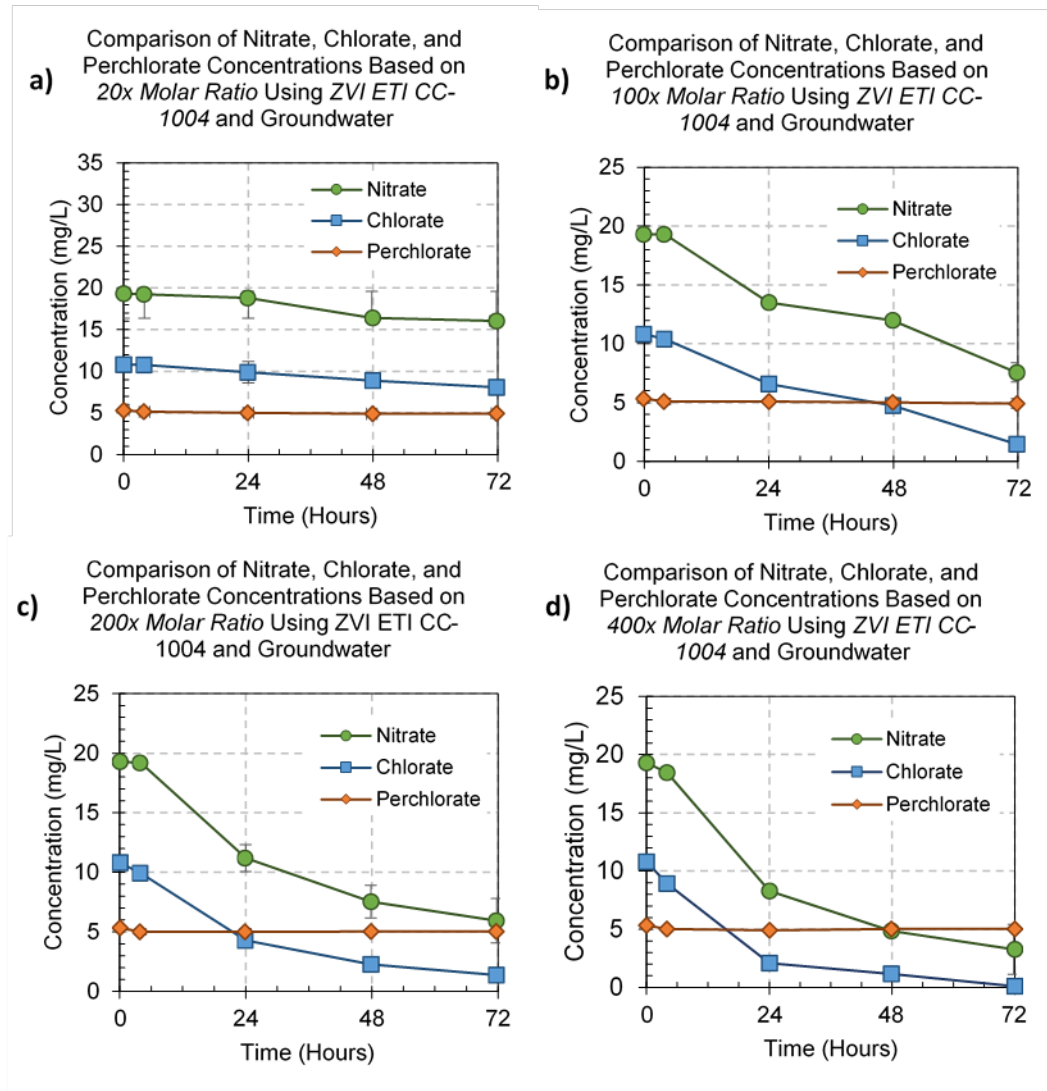 a)
Comparison of Nitrate, Chlorate, and
Perchlorate Concentrations Based on
20x Molar Ratio Using ZVI ETI CC-
1004 and Groundwater
Concentration (mg/L)
35
30
25
20
15
10
5
0
Nitrate
Chlorate
Perchlorate
0 24 48 72
Time (Hours)
b)
Comparison of Nitrate, Chlorate, and
Perchlorate Concentrations Based on
100x Molar Ratio Using ZVI ETI CC-
1004 and Groundwater
Concentration (mg/L)
25
20
15
10
5
0
Nitrate
Chlorate
Perchlorate
0 24 48 72
Time (Hours)
c)
Comparison of Nitrate, Chlorate, and
Perchlorate Concentrations Based on
200x Molar Ratio Using ZVI ETI CC-
1004 and Groundwater
Concentration (mg/L)
25
20
15
10
5
0
Nitrate
Chlorate
Perchlorate
0 24 48 72
Time (Hours)
d)
Comparison of Nitrate, Chlorate, and
Perchlorate Concentrations Based on
400x Molar Ratio Using ZVI ETI CC-
1004 and Groundwater
Concentration (mg/L)
25
20
15
10
5
0
Nitrate
Chlorate
Perchlorate
0 24 48 72
Time (Hours)